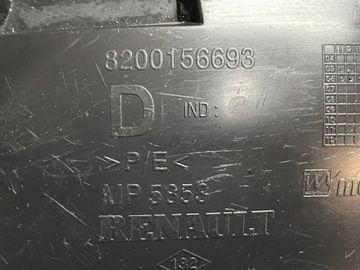 8200156693
D IND:
>P/E<
MP 5853
RENAULT
132